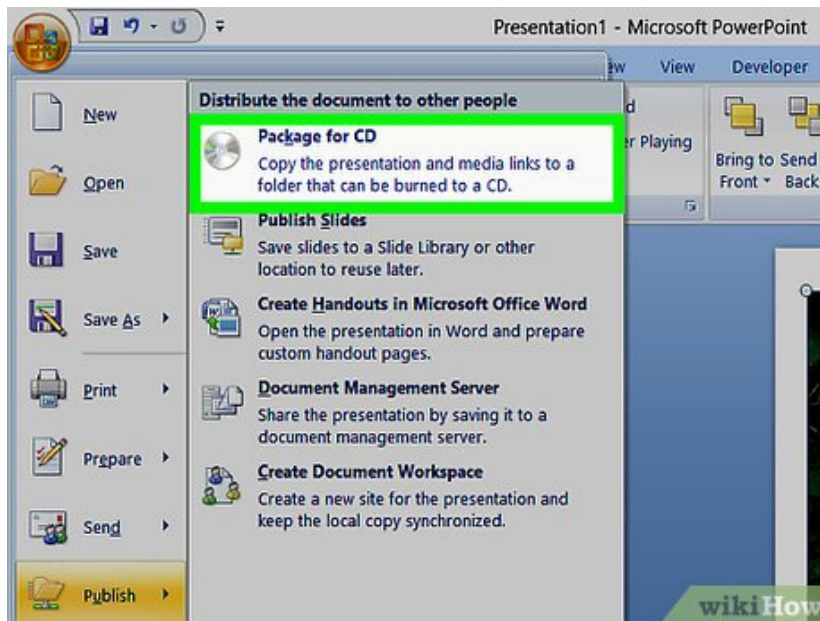 Presentation1 - Microsoft PowerPoint
View
Developer
New
Open
Save
Save As
Print
Prepare
Send
Publish
Distribute the document to other people
Package for CD
Copy the presentation and media links to a
folder that can be burned to a CD.
Publish Slides
Save slides to a Slide Library or other
location to reuse later.
Create Handouts in Microsoft Office Word
Open the presentation in Word and prepare
custom handout pages.
Document Management Server
Share the presentation by saving it to a
document management server.
Create Document Workspace
Create a new site for the presentation and
keep the local copy synchronized.
Playing
Bring to
Front
Send
Back
wikiHow